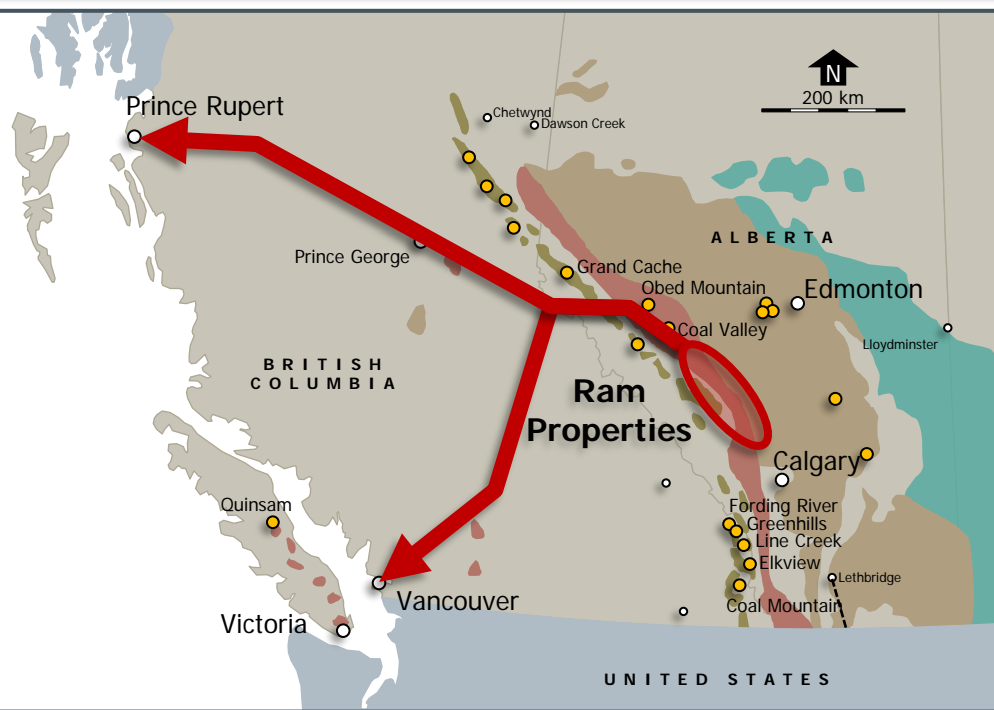 N
200 km
Prince Rupert
Chetwynd
Dawson Creek
ALBERTA
Prince George
Grand Cache
Obed Mountain
Edmonton
Coal Valley
Lloydminster
BRITISH
COLUMBIA
Ram
Properties
Calgary
Quinsam
Fording River
Greenhills
Line Creek
Elkview
Lethbridge
Coal Mountain
Vancouver
Victoria
UNITED STATES